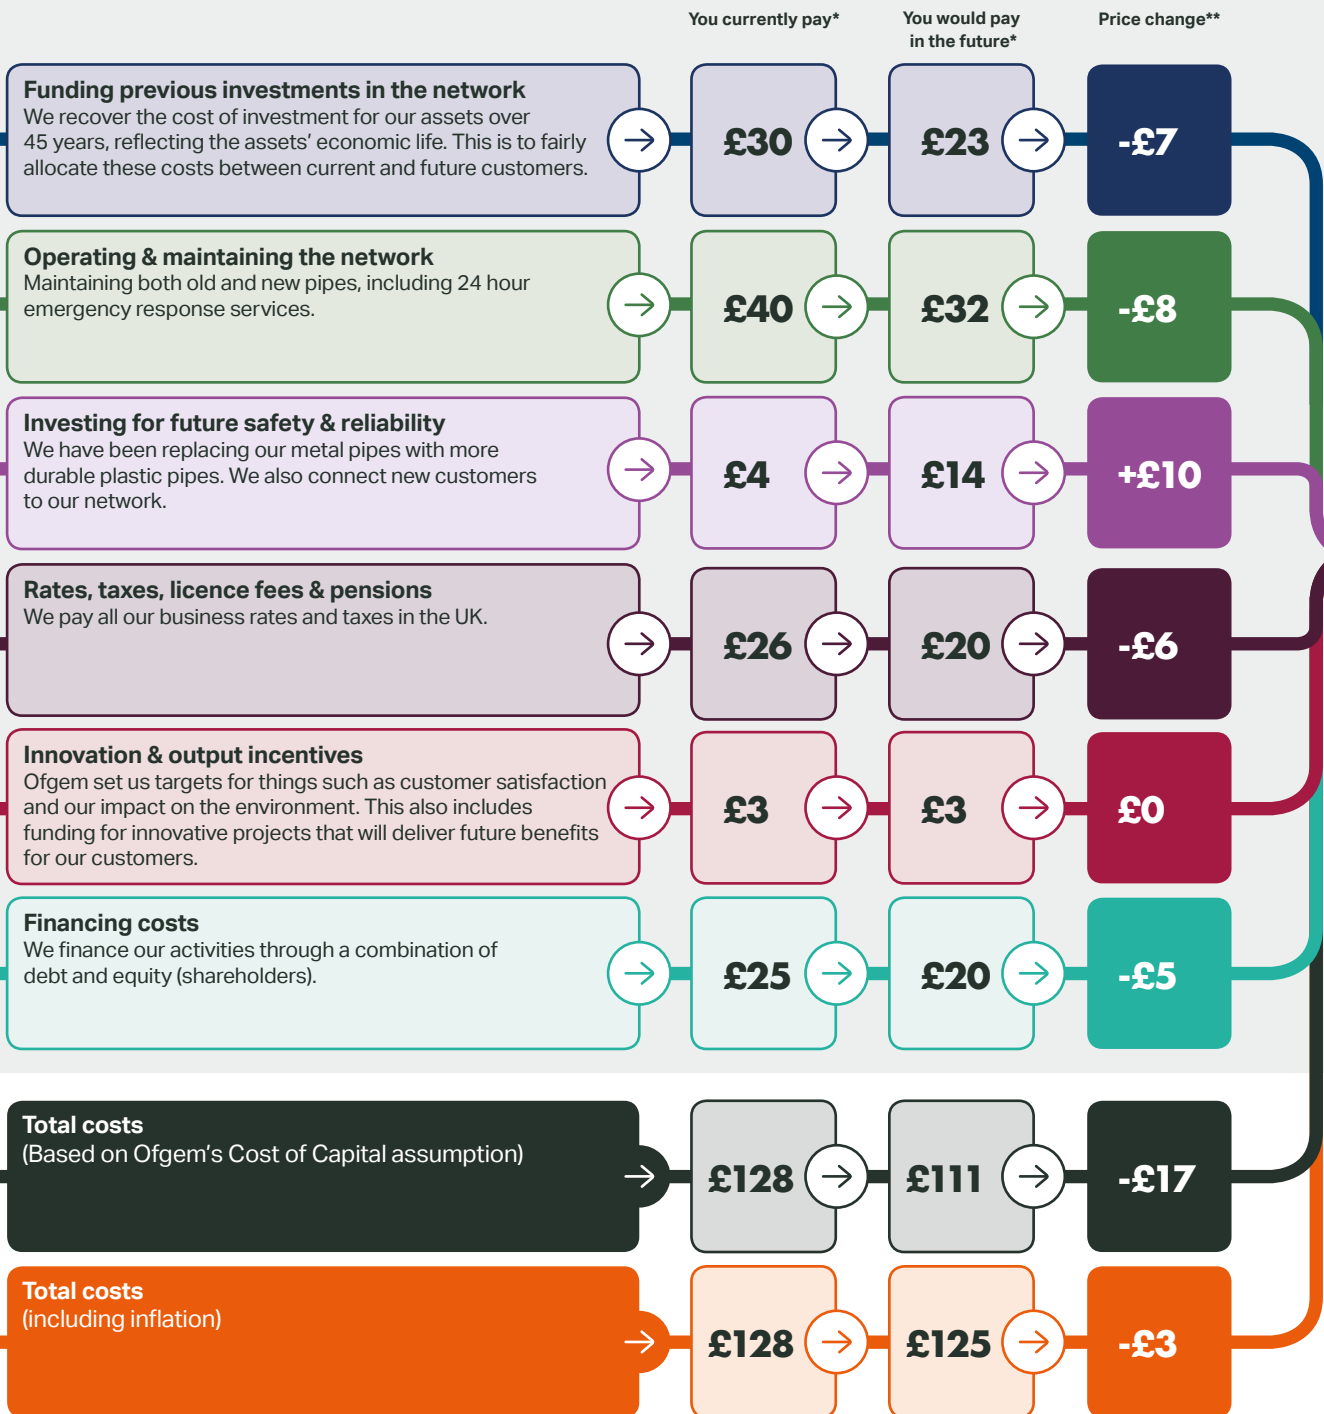 You currently pay*
You would pay
in the future*
Price change**
Funding previous investments in the network
We recover the cost of investment for our assets over
45 years, reflecting the assets' economic life. This is to fairly
allocate these costs between current and future customers.
£30
£23
-£7
Operating & maintaining the network
Maintaining both old and new pipes, including 24 hour
emergency response services.
£40
£32
-£8
Investing for future safety & reliability
We have been replacing our metal pipes with more
durable plastic pipes. We also connect new customers
to our network.
£4
£14
+£10
Rates, taxes, licence fees & pensions
We pay all our business rates and taxes in the UK.
£26
£20
-£6
Innovation & output incentives
Ofgem set us targets for things such as customer satisfaction
and our impact on the environment. This also includes
funding for innovative projects that will deliver future benefits
for our customers.
£3
£3
£0
Financing costs
We finance our activities through a combination of
debt and equity (shareholders).
£25
£20
-£5
Total costs
(Based on Ofgem's Cost of Capital assumption)
£128
£111
-£17
Total costs
(including inflation)
£128
£125
-£3